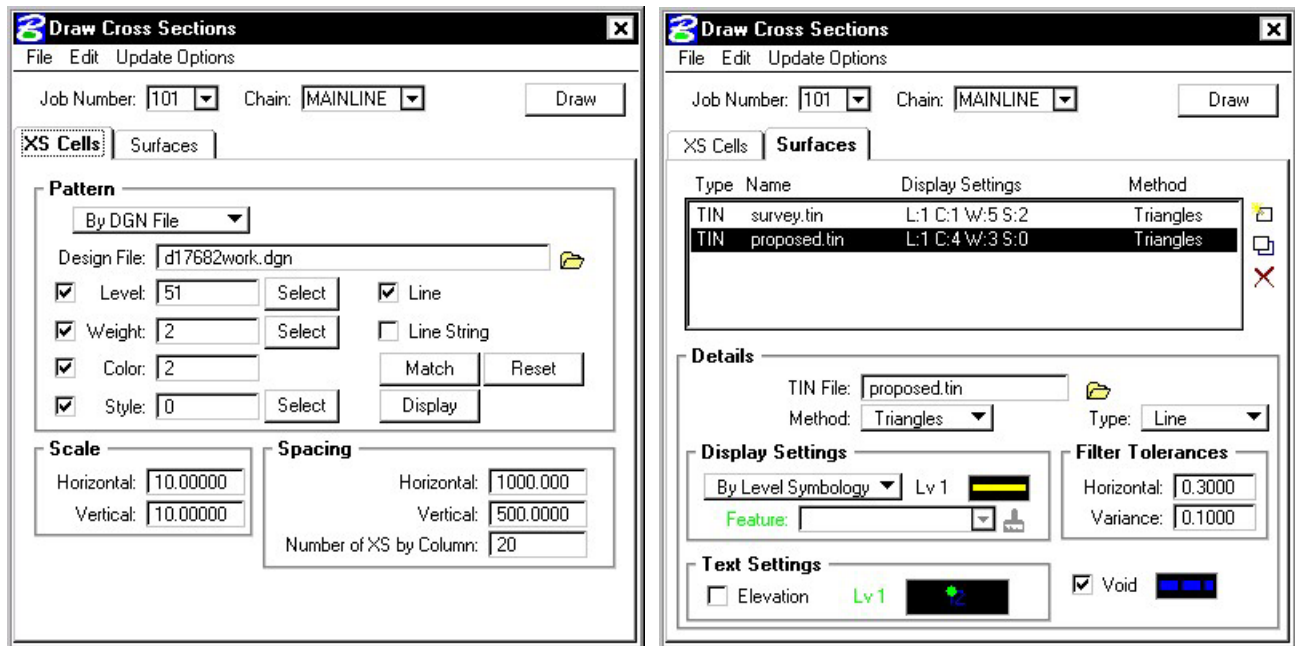 Draw Cross Sections
File Edit Update Options
Job Number: 101 Chain: MAINLINE Draw
XS Cells Surfaces
Pattern
By DGN File
Design File: d17682work.dgn
Level: 51 Select Line
Weight: 2 Select Line String
Color: 2 Match Reset
Style: 0 Select Display
Scale
Horizontal: 10.00000
Vertical: 10.00000
Spacing
Horizontal: 1000.000
Vertical: 500.0000
Number of XS by Column: 20
Draw Cross Sections
File Edit Update Options
Job Number: 101 Chain: MAINLINE Draw
XS Cells Surfaces
Type Name Display Settings Method
TIN survey.tin L:1 C:1 W:5 S:2 Triangles
TIN proposed.tin L:1 C:4 W:3 S:0 Triangles
Details
TIN File: proposed.tin
Method: Triangles Type: Line
Display Settings
By Level Symbology Lv 1
Feature:
Filter Tolerances
Horizontal: 0.3000
Variance: 0.1000
Text Settings
Elevation Lv 1 12
Void